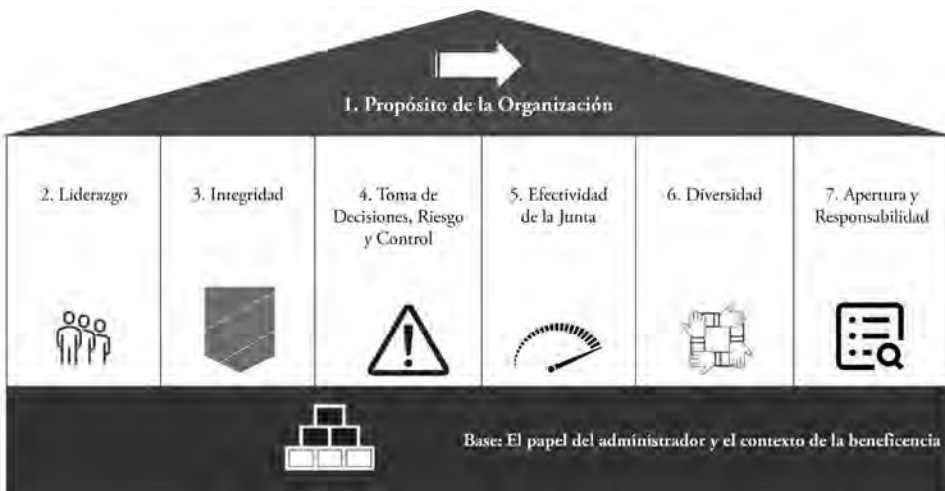 1. Propósito de la Organización
2. Liderazgo
3. Integridad
4. Toma de
Decisiones, Riesgo
y Control
5. Efectividad
de la Junta
6. Diversidad
7. Apertura y
Responsabilidad
Base: El papel del administrador y el contexto de la beneficencia